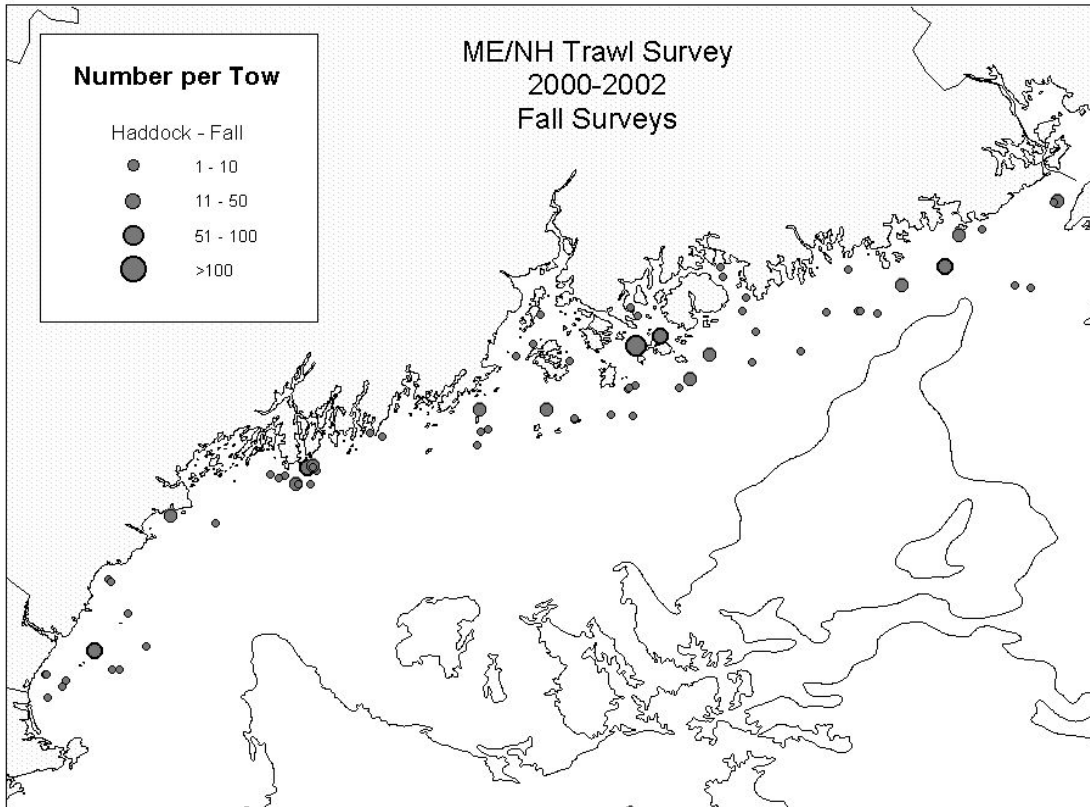 ME/NH Trawl Survey
2000-2002
Fall Surveys
Number per Tow
Haddock - Fall
1 - 10
11 - 50
51 - 100
>100